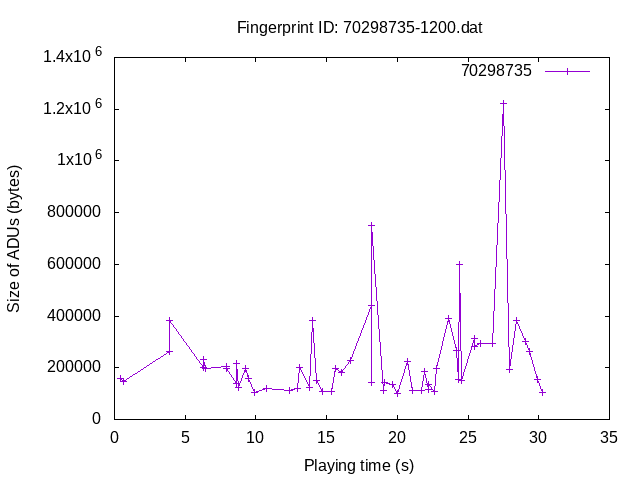 Fingerprint ID: 70298735-1200.dat
70298735
1.4x10^6
1.2x10^6
1x10^6
800000
600000
400000
200000
0
Size of ADUs (bytes)
0 5 10 15 20 25 30 35
Playing time (s)